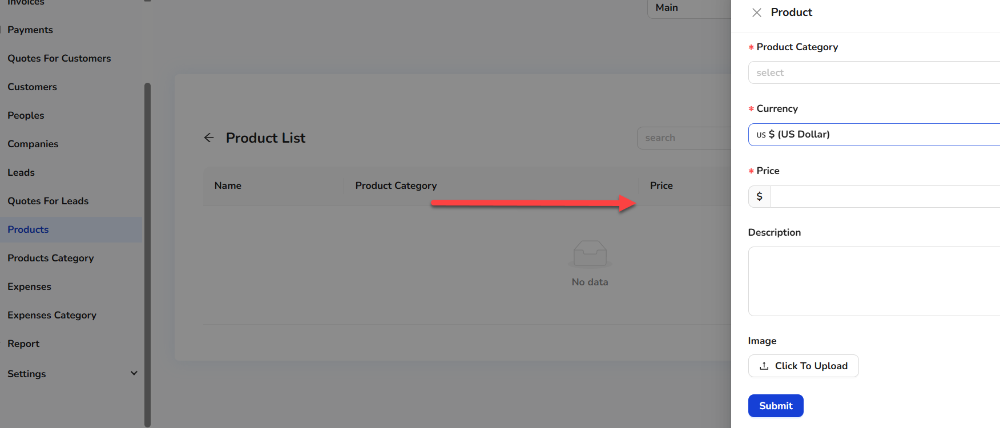 Invoices
Payments
Quotes For Customers
Customers
Peoples
Companies
Leads
Quotes For Leads
Products
Products Category
Expenses
Expenses Category
Report
Settings
Main
Product List
search
Name Product Category Price
No data
Product
* Product Category
select
* Currency
US $ (US Dollar)
* Price
$
Description
Image
Click To Upload
Submit